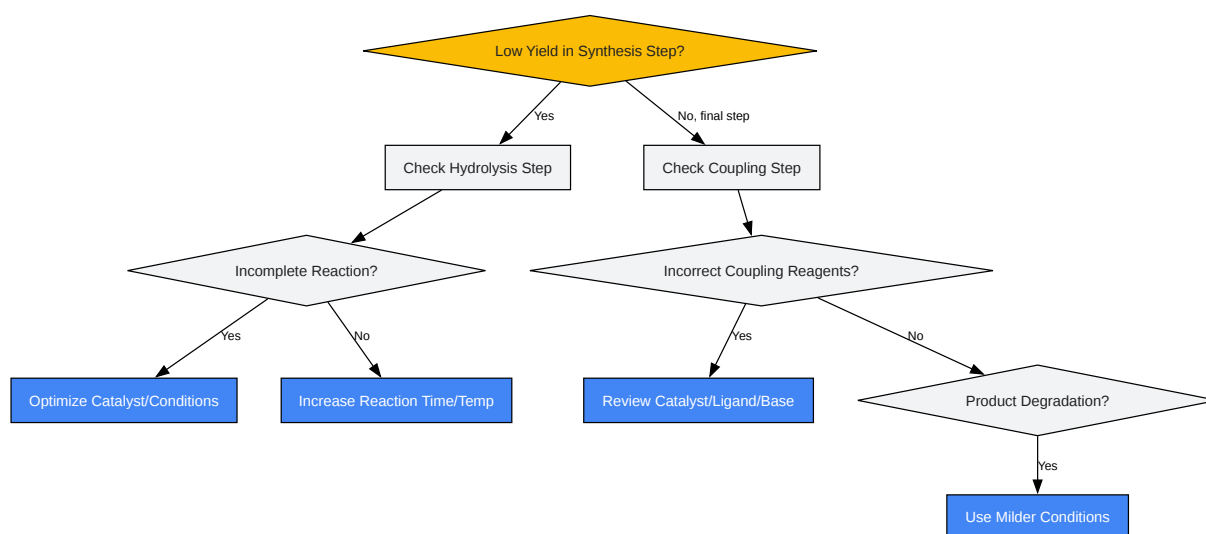 Low Yield in Synthesis Step?
Yes
No, final step
Check Hydrolysis Step
Check Coupling Step
Incomplete Reaction?
Incorrect Coupling Reagents?
Yes
No
Yes
No
Optimize Catalyst/Conditions
Increase Reaction Time/Temp
Review Catalyst/Ligand/Base
Product Degradation?
Yes
Use Milder Conditions